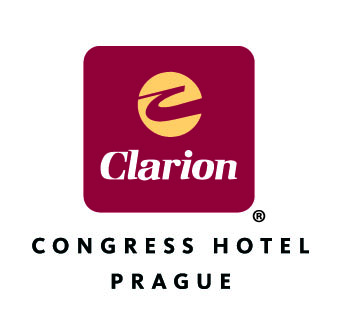 Clarion
®
CONGRESS HOTEL
PRAGUE